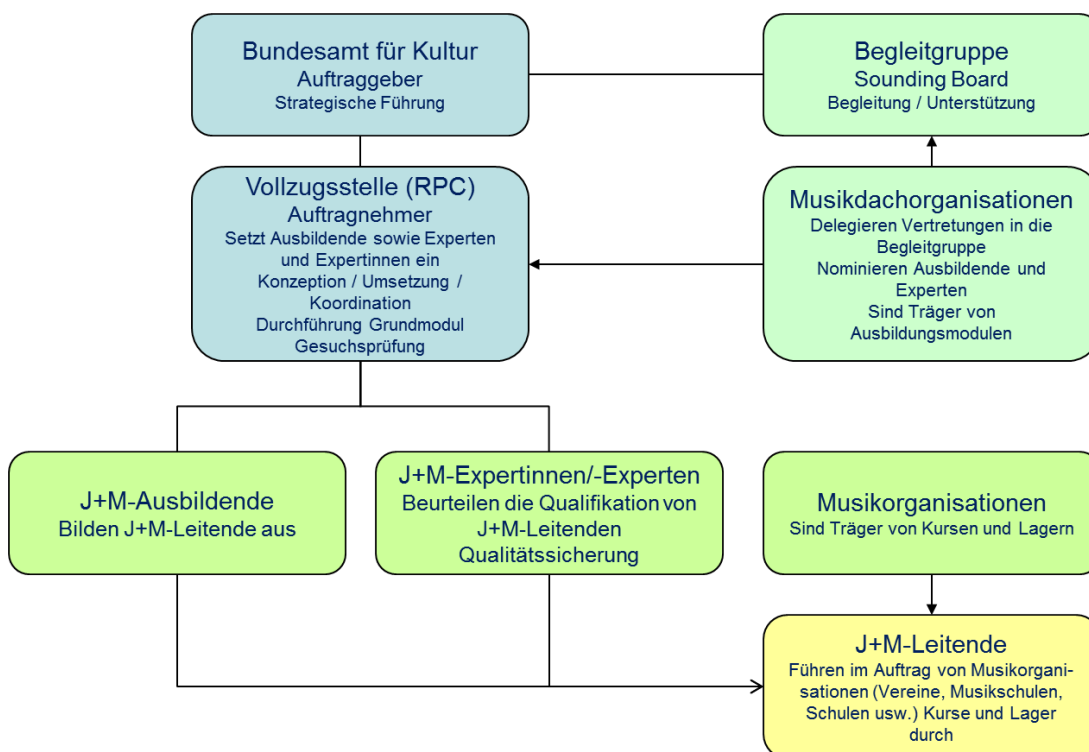 Bundesamt für Kultur
Auftraggeber
Strategische Führung
Begleitgruppe
Sounding Board
Begleitung / Unterstützung
Vollzugsstelle (RPC)
Auftragnehmer
Setzt Ausbildende sowie Experten
und Expertinnen ein
Konzeption / Umsetzung /
Koordination
Durchführung Grundmodul
Gesuchsprüfung
Musikdachorganisationen
Delegieren Vertretungen in die
Begleitgruppe
Nominieren Ausbildende und
Experten
Sind Träger von
Ausbildungsmodulen
J+M-Ausbildende
Bilden J+M-Leitende aus
J+M-Expertinnen/-Experten
Beurteilen die Qualifikation von
J+M-Leitenden
Qualitätssicherung
Musikorganisationen
Sind Träger von Kursen und Lagern
J+M-Leitende
Führen im Auftrag von Musikorgani-
sationen (Vereine, Musikschulen,
Schulen usw.) Kurse und Lager
durch